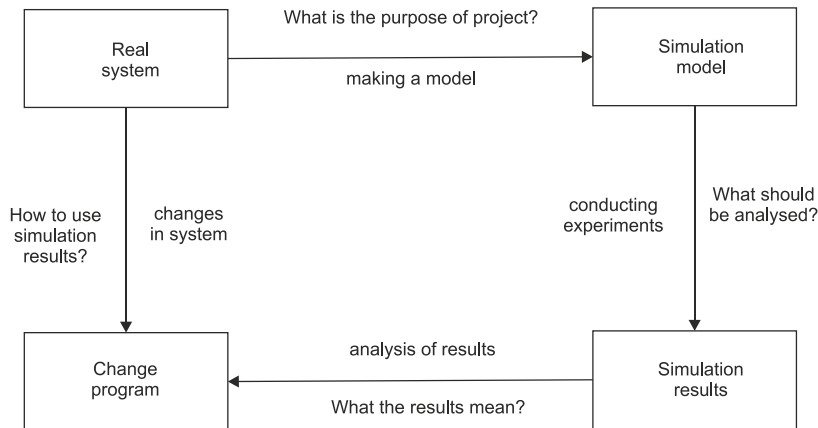 What is the purpose of project?
Real
system
making a model
Simulation
model
How to use
simulation
results?
changes
in system
conducting
experiments
What should
be analysed?
Change
program
analysis of results
What the results mean?
Simulation
results